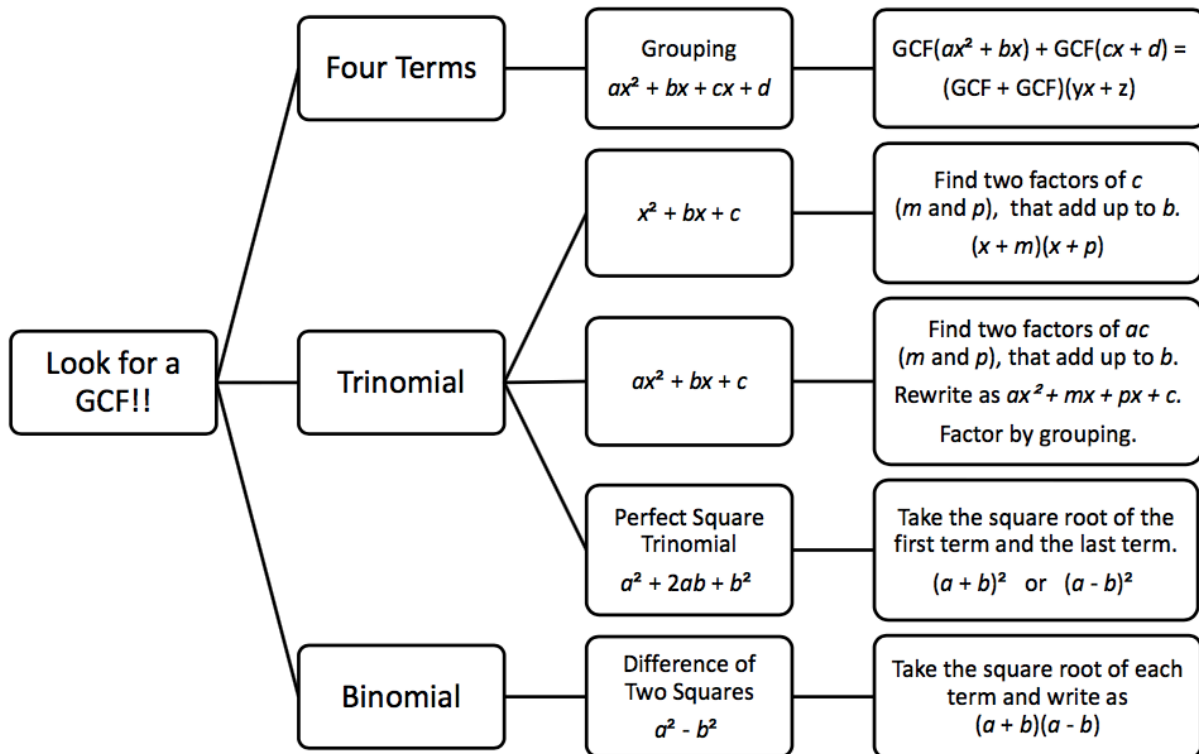 Look for a
GCF!!
Four Terms
Grouping
ax² + bx + cx + d
GCF(ax² + bx) + GCF(cx + d) =
(GCF + GCF)(yx + z)
Trinomial
x² + bx + c
Find two factors of c
(m and p), that add up to b.
(x + m)(x + p)
ax² + bx + c
Find two factors of ac
(m and p), that add up to b.
Rewrite as ax² + mx + px + c.
Factor by grouping.
Perfect Square
Trinomial
a² + 2ab + b²
Take the square root of the
first term and the last term.
(a + b)² or (a - b)²
Binomial
Difference of
Two Squares
a² - b²
Take the square root of each
term and write as
(a + b)(a - b)